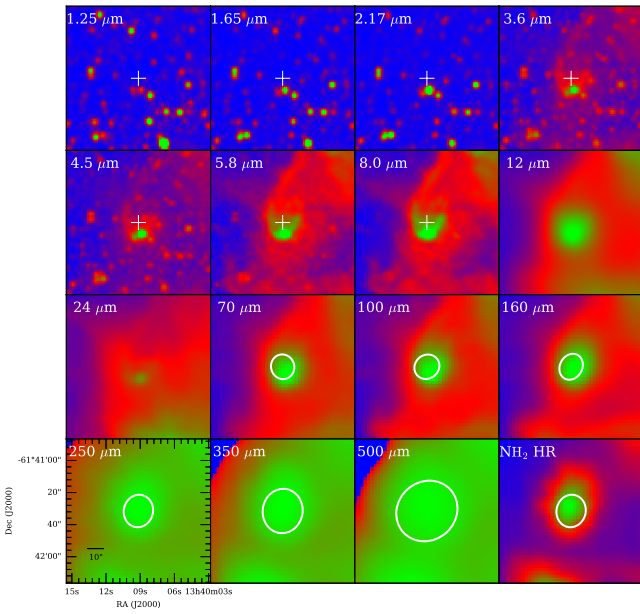 1.25 μm
1.65 μm
2.17 μm
3.6 μm
4.5 μm
5.8 μm
8.0 μm
12 μm
24 μm
70 μm
100 μm
160 μm
250 μm
350 μm
500 μm
NH₂ HR
-61°41'00"
20"
40"
42'00"
Dec (J2000)
10"
15s 12s 09s 06s 13h40m03s
RA (J2000)